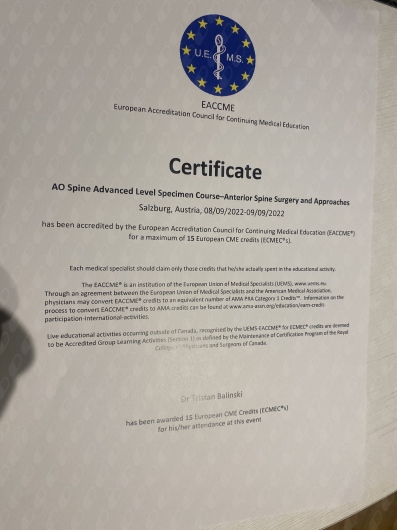 U.E. M.S.
EACCME
European Accreditation Council for Continuing Medical Education
Certificate
AO Spine Advanced Level Specimen Course–Anterior Spine Surgery and Approaches
Salzburg, Austria, 08/09/2022-09/09/2022
has been accredited by the European Accreditation Council for Continuing Medical Education (EACCME®)
for a maximum of 15 European CME credits (ECMEC®s).
Each medical specialist should claim only those credits that he/she actually spent in the educational activity.
The EACCME® is an institution of the European Union of Medical Specialists (UEMS), www.uems.eu
Through an agreement between the European Union of Medical Specialists and the American Medical Association,
physicians may convert EACCME® credits to an equivalent number of AMA PRA Category 1 Credits™. Information on the
process to convert EACCME® credits to AMA credits can be found at www.ama-assn.org/education/earn-credit-
participation-international-activities.
Live educational activities occurring outside of Canada, recognised by the UEMS-EACCME® for ECMEC® credits are deemed
to be Accredited Group Learning Activities (Section 1) as defined by the Maintenance of Certification Program of the Royal
College of Physicians and Surgeons of Canada.
Dr Tristan Balinski
has been awarded 15 European CME Credits (ECMEC®s)
for his/her attendance at this event